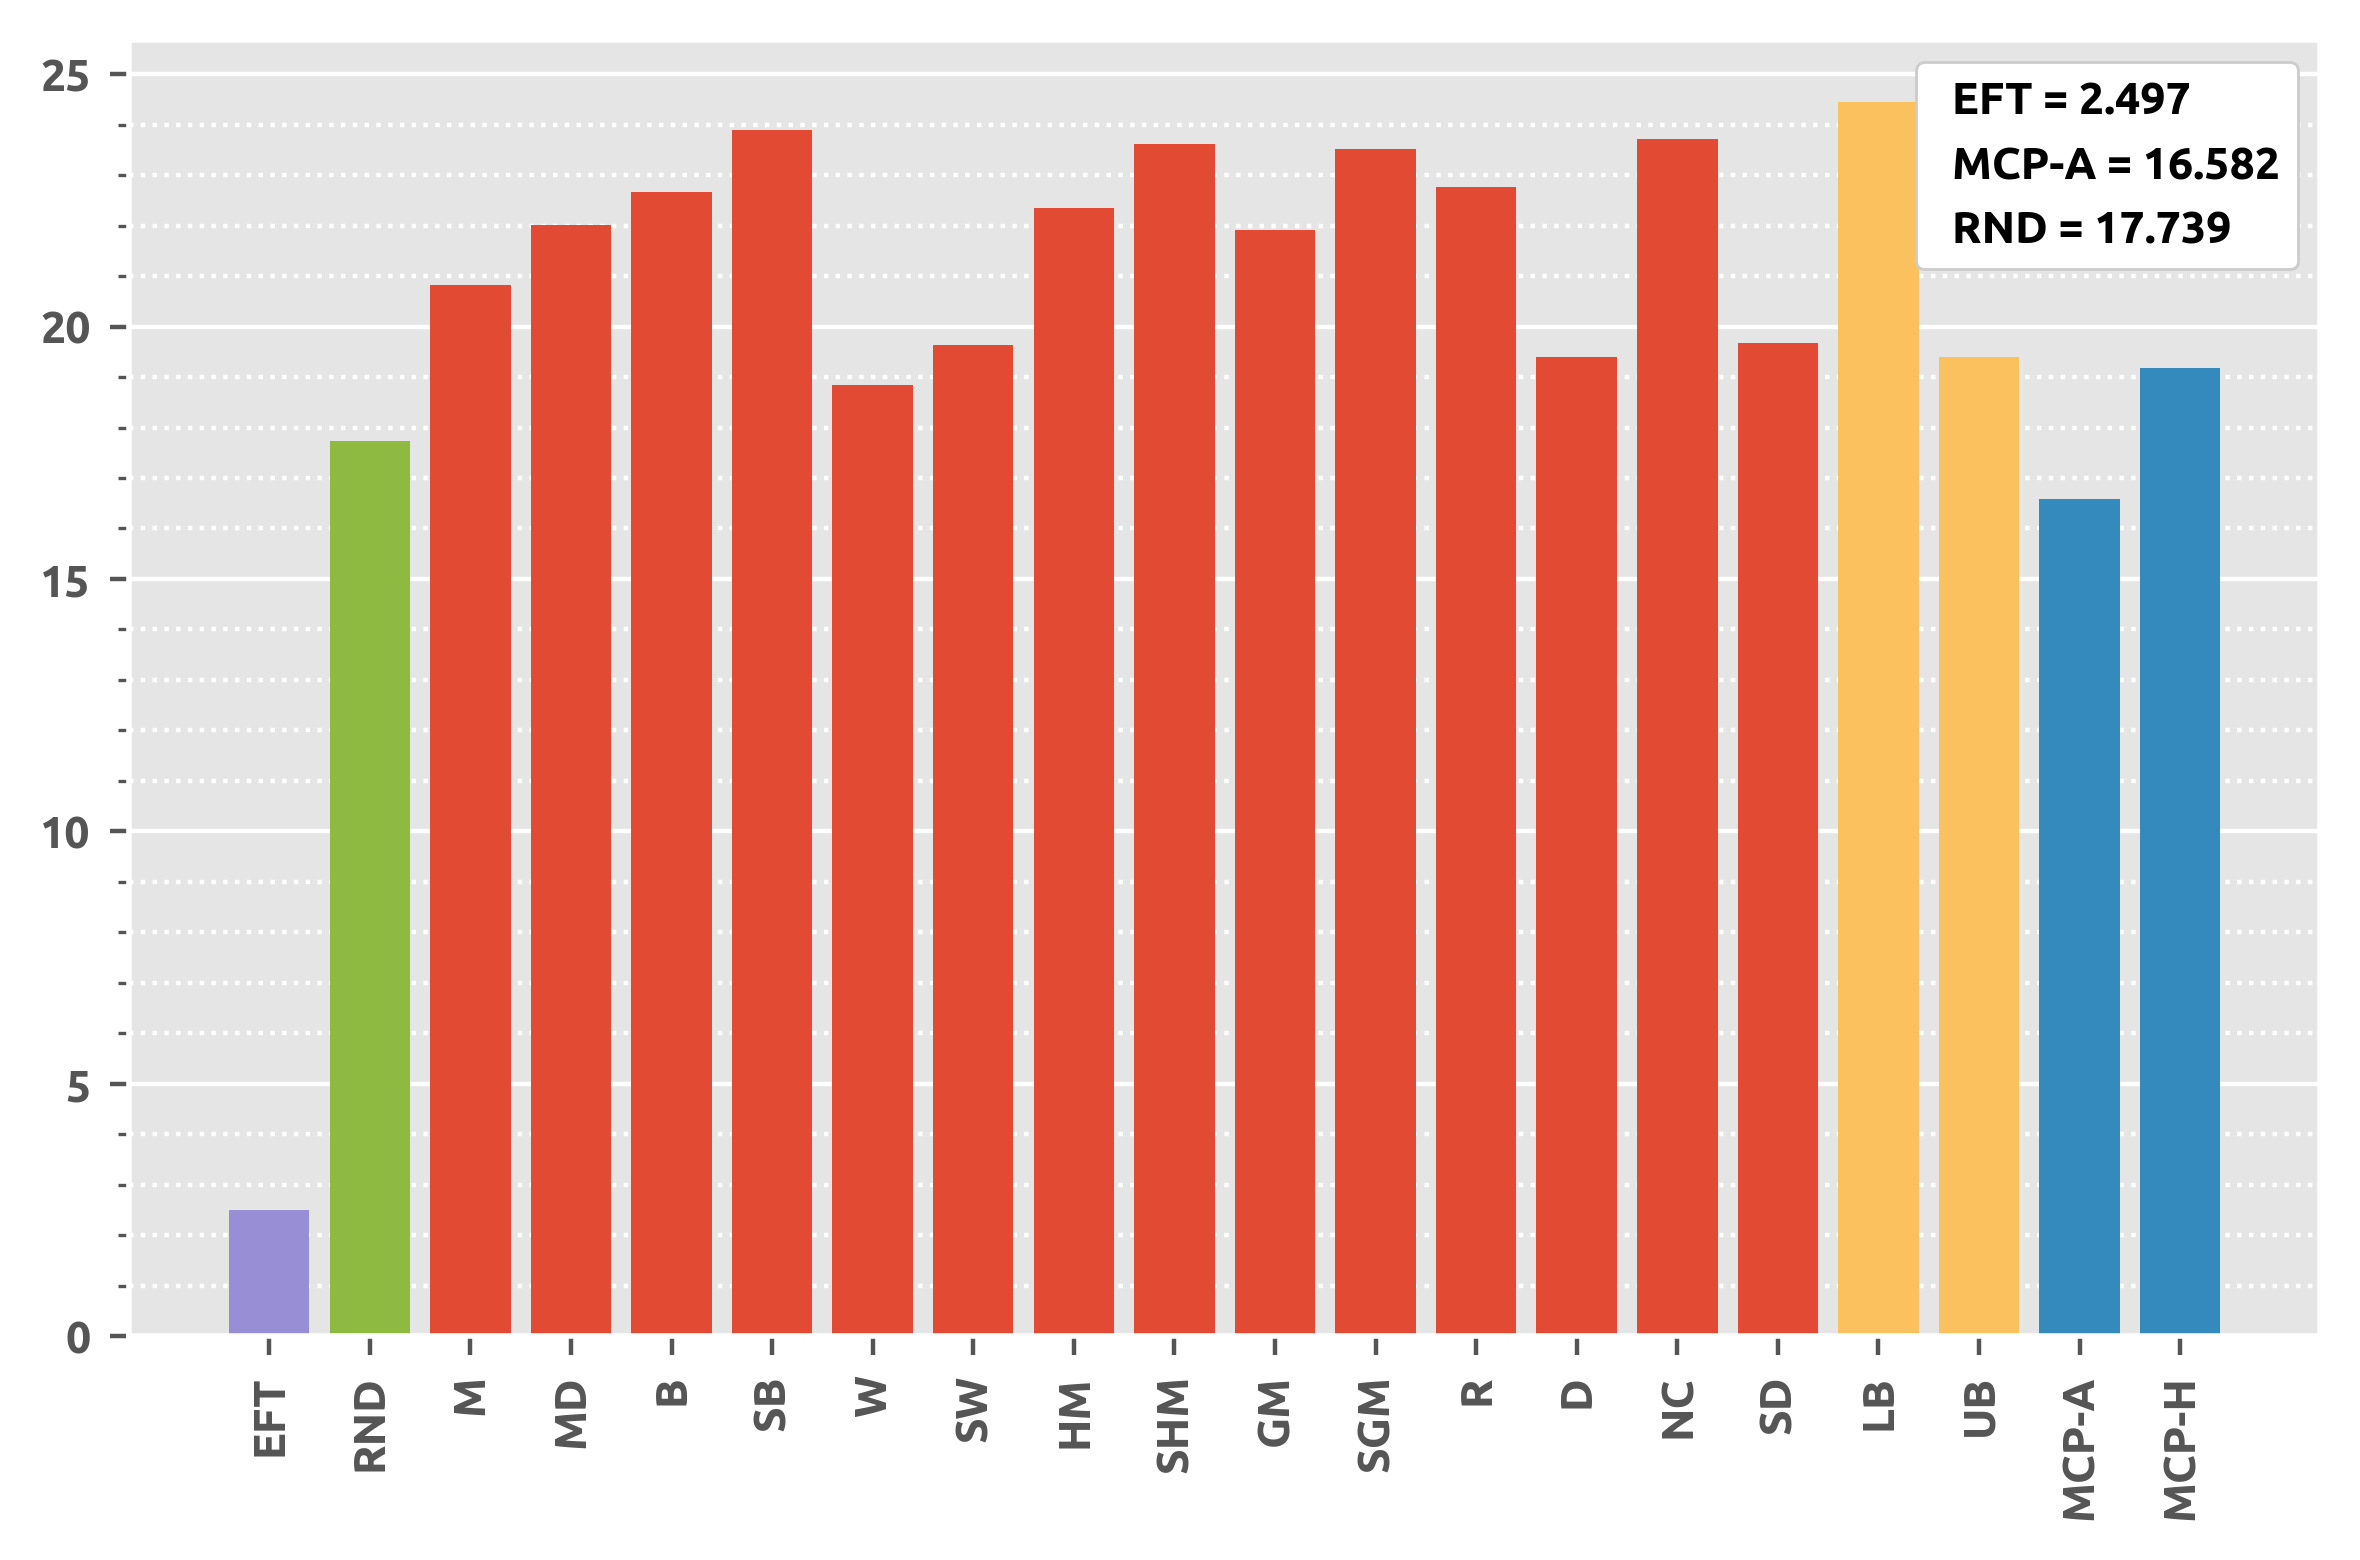 25
20
15
10
5
0
EFT = 2.497
MCP-A = 16.582
RND = 17.739
EFT
RND
M
MD
B
SB
W
SW
HM
SHM
GM
SGM
R
D
NC
SD
LB
UB
MCP-A
MCP-H